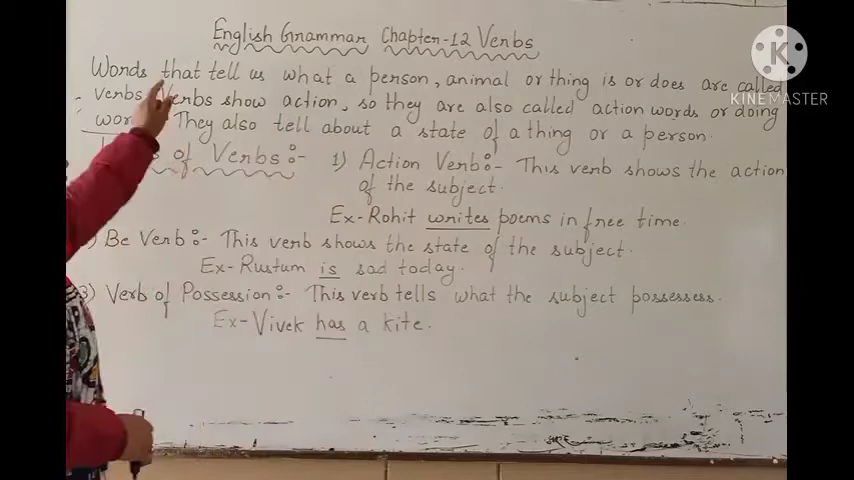 English Grammar Chapter-12 Verbs
Words that tell us what a person, animal or thing is or does are called
verbs. Verbs show action, so they are also called action words or doing
wor They also tell about a state of a thing or a person.
of Verbs :-
1) Action Verb :- This verb shows the action
of the subject.
Ex- Rohit writes poems in free time.
) Be Verb :- This verb shows the state of the subject.
Ex- Rustum is sad today.
3) Verb of Possession :- This verb tells what the subject possessess.
Ex- Vivek has a kite.
KINEMASTER